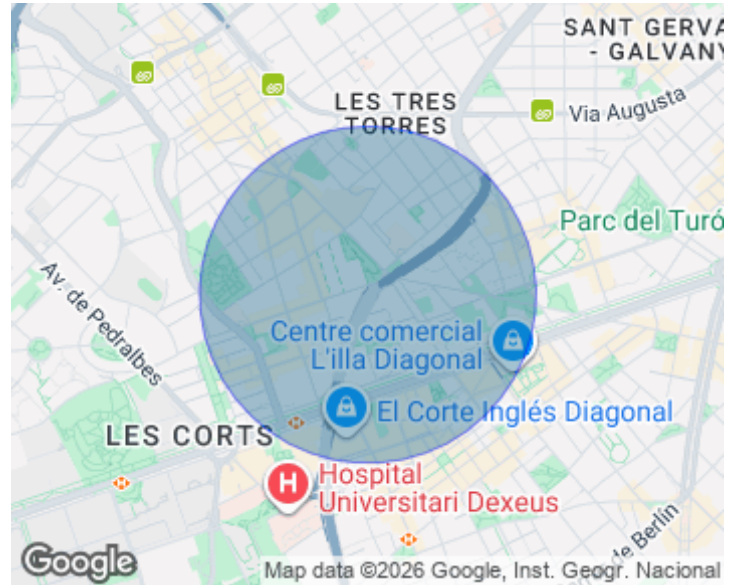 SANT GERVA
- GALVANY
LES TRES
TORRES
Via Augusta
Parc del Turó
Av. de Pedralbes
Centre comercial
L'illa Diagonal
El Corte Inglés Diagonal
LES CORTS
H
Hospital
Universitari Dexeus
de Berlín
Google
Map data ©2026 Google, Inst. Geogr. Nacional